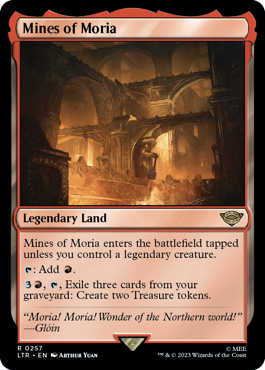 Mines of Moria
Legendary Land
Mines of Moria enters the battlefield tapped
unless you control a legendary creature.
: Add .
3 , , Exile three cards from your
graveyard: Create two Treasure tokens.
“Moria! Moria! Wonder of the Northern world!”
—Glóin
R 0257
LTR • EN Arthur Yuan
© MEE
™ & © 2023 Wizards of the Coast